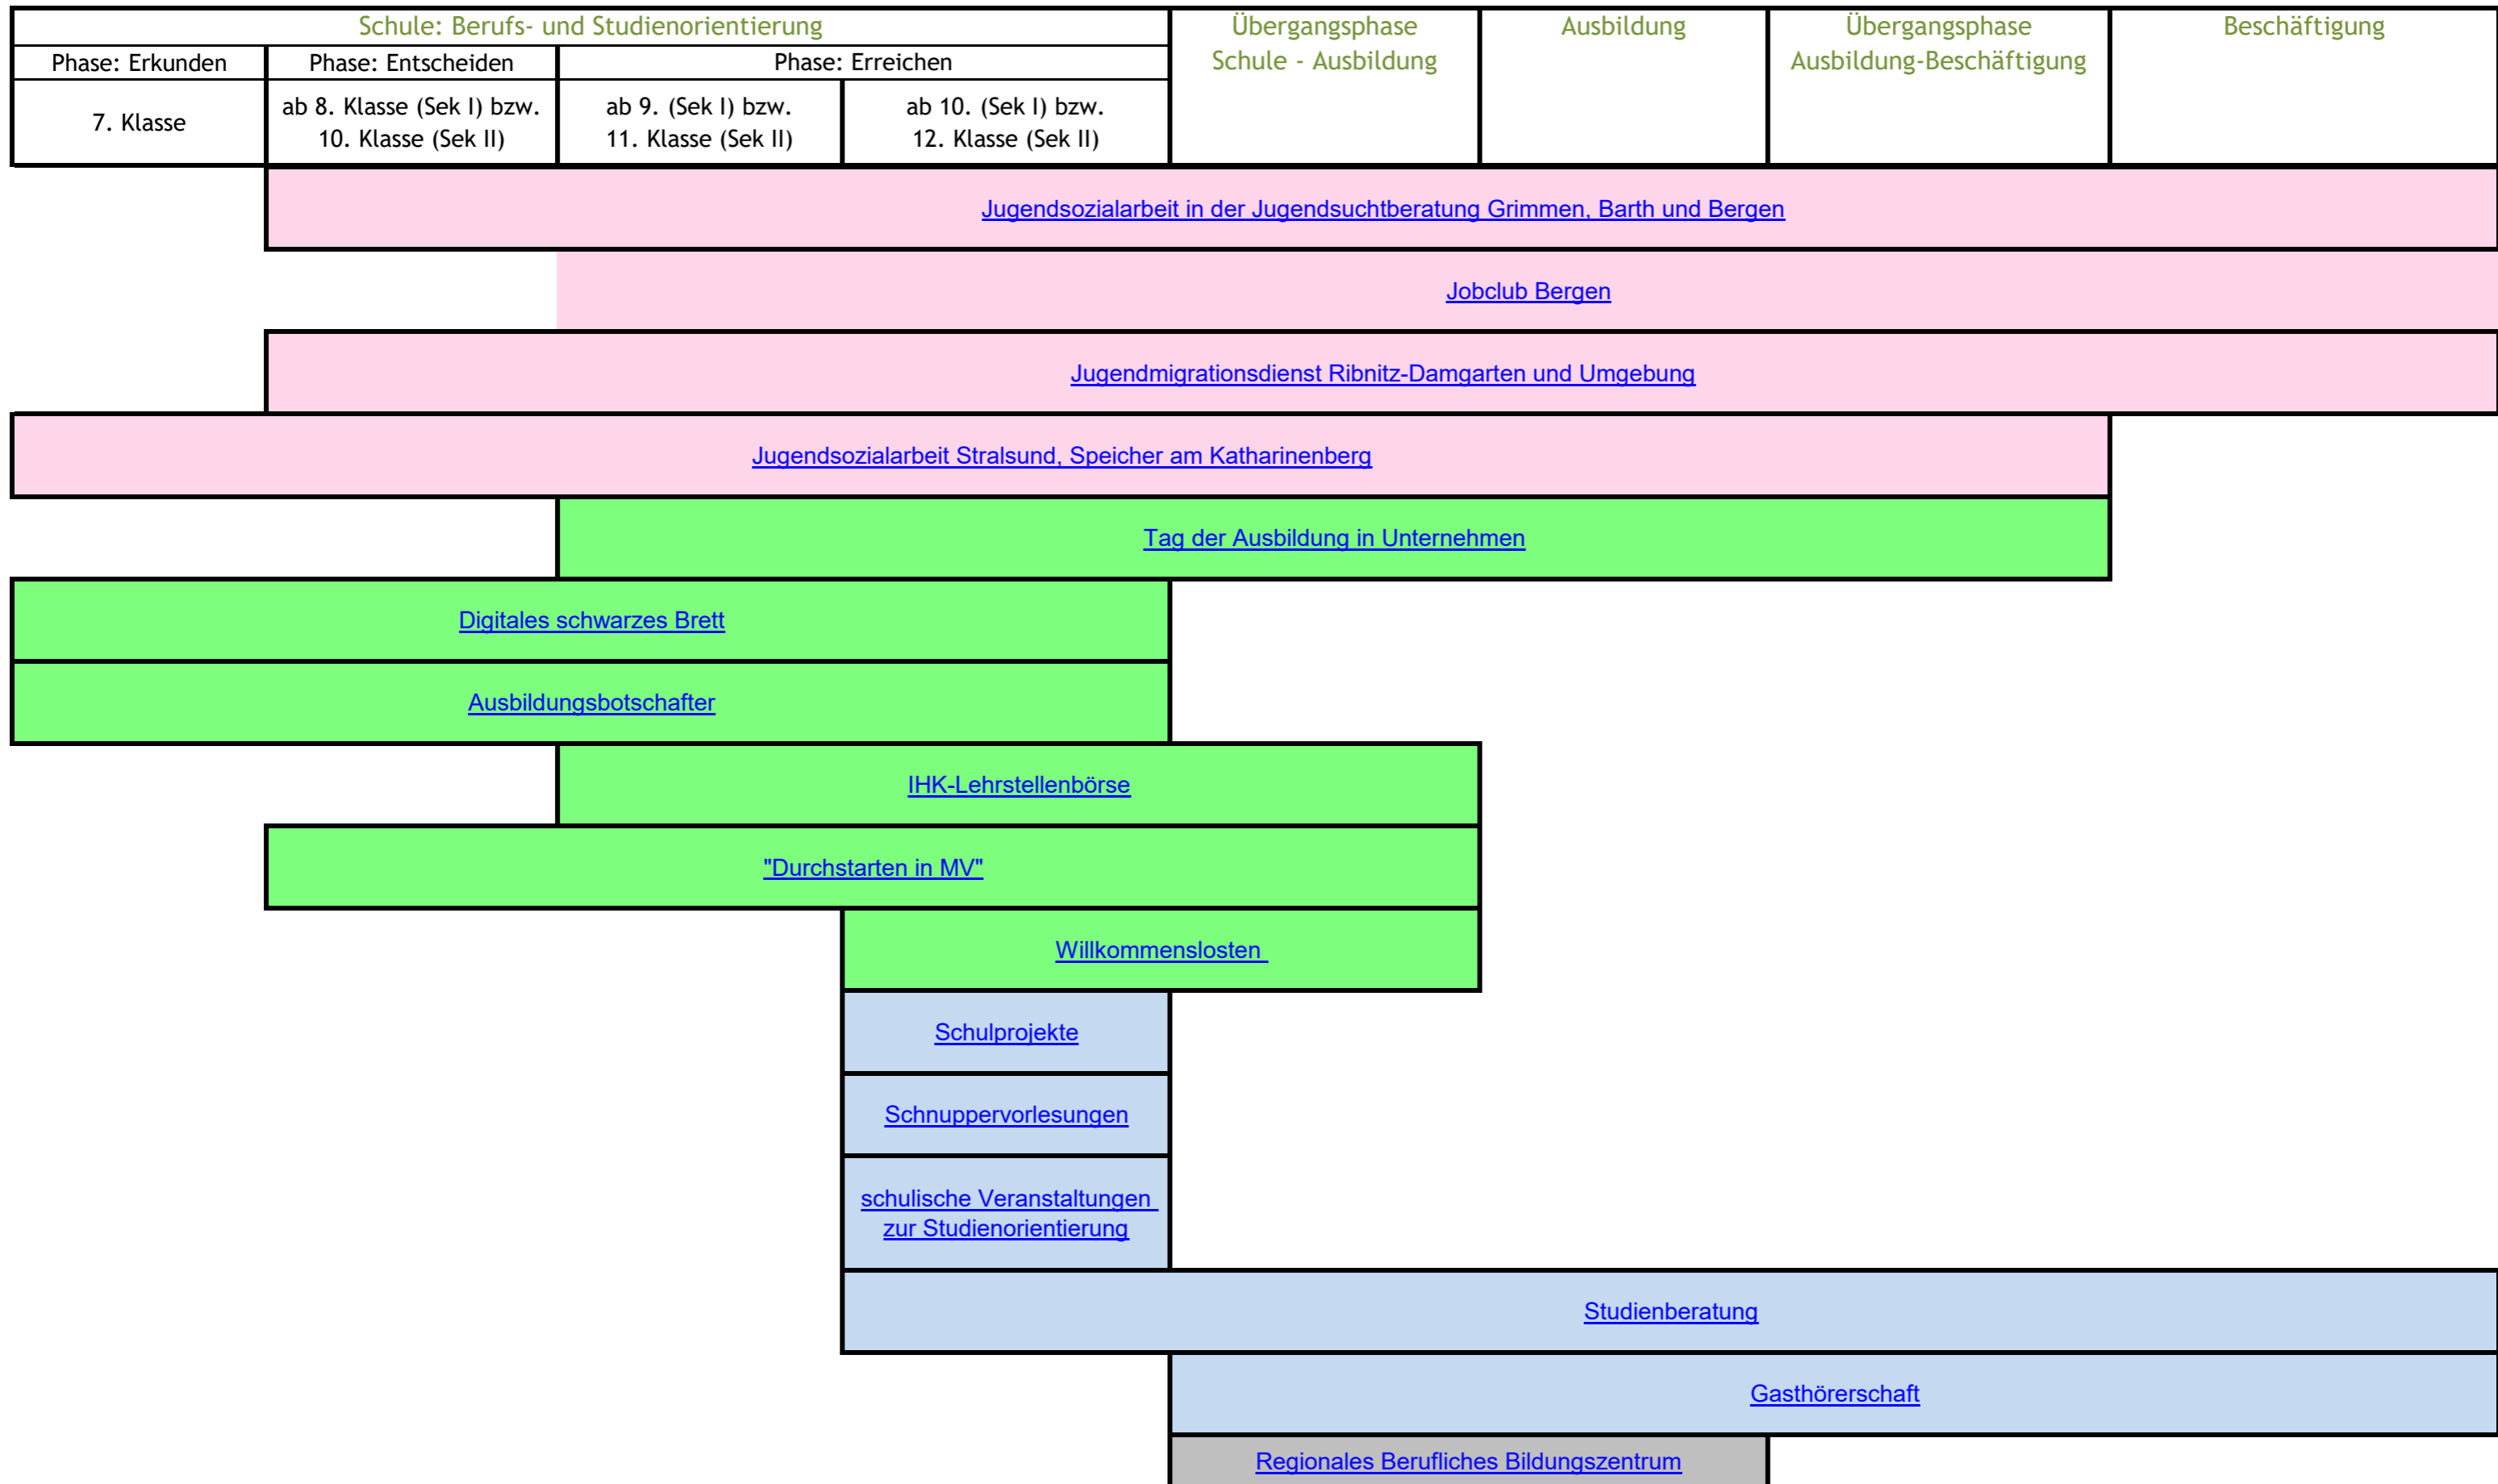 Schule: Berufs- und Studienorientierung
Übergangsphase
Schule - Ausbildung
Ausbildung
Übergangsphase
Ausbildung-Beschäftigung
Beschäftigung
Phase: Erkunden
Phase: Entscheiden
Phase: Erreichen
7. Klasse
ab 8. Klasse (Sek I) bzw.
10. Klasse (Sek II)
ab 9. (Sek I) bzw.
11. Klasse (Sek II)
ab 10. (Sek I) bzw.
12. Klasse (Sek II)
Jugendsozialarbeit in der Jugendsuchtberatung Grimmen, Barth und Bergen
Jobclub Bergen
Jugendmigrationsdienst Ribnitz-Damgarten und Umgebung
Jugendsozialarbeit Stralsund, Speicher am Katharinenberg
Tag der Ausbildung in Unternehmen
Digitales schwarzes Brett
Ausbildungsbotschafter
IHK-Lehrstellenbörse
"Durchstarten in MV"
Willkommenslosten
Schulprojekte
Schnuppervorlesungen
schulische Veranstaltungen
zur Studienorientierung
Studienberatung
Gasthörerschaft
Regionales Berufliches Bildungszentrum